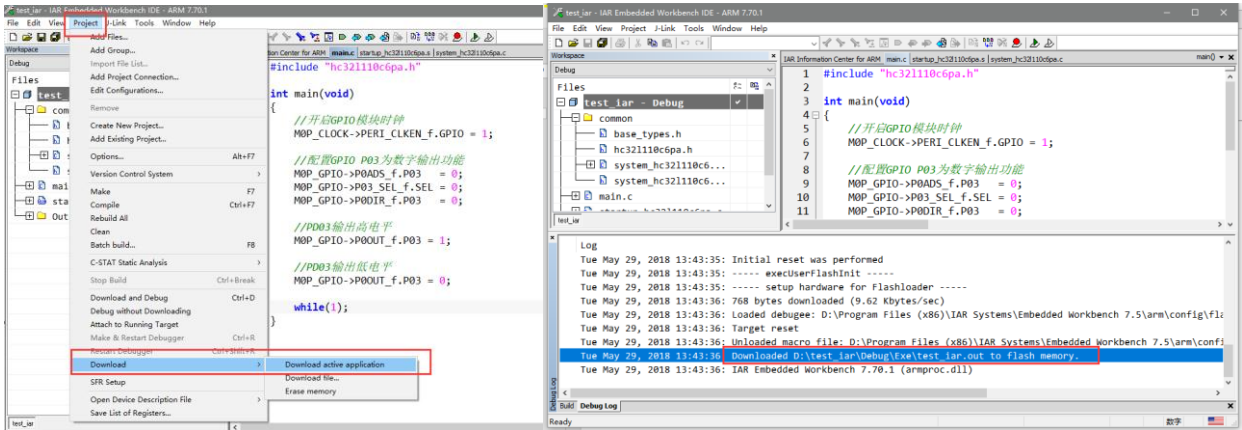 test_iar - IAR Embedded Workbench IDE - ARM 7.70.1
File Edit View Project J-Link Tools Window Help
Workspace
Debug
Files
test_
com
mai
sta
Out
test_iar
Add Files...
Add Group...
Import File List...
Add Project Connection...
Edit Configurations...
Remove
Create New Project...
Add Existing Project...
Options... Alt+F7
Version Control System
Make F7
Compile Ctrl+F7
Rebuild All
Clean
Batch build... F8
C-STAT Static Analysis
Stop Build Ctrl+Break
Download and Debug Ctrl+D
Debug without Downloading
Attach to Running Target
Make & Restart Debugger Ctrl+R
Restart Debugger Ctrl+Shift+R
Download
SFR Setup
Open Device Description File
Save List of Registers...
Download active application
Download file...
Erase memory
tion Center for ARM main.c startup_hc32l110c6pa.s system_hc32l110c6pa.c
#include "hc32l110c6pa.h"
int main(void)
{
//开启GPIO模块时钟
M0P_CLOCK->PERI_CLKEN_f.GPIO = 1;
//配置GPIO P03为数字输出功能
M0P_GPIO->P0ADS_f.P03 = 0;
M0P_GPIO->P03_SEL_f.SEL = 0;
M0P_GPIO->P0DIR_f.P03 = 0;
//PD03输出高电平
M0P_GPIO->P0OUT_f.P03 = 1;
//PD03输出低电平
M0P_GPIO->P0OUT_f.P03 = 0;
while(1);
}
test_iar - IAR Embedded Workbench IDE - ARM 7.70.1
File Edit View Project J-Link Tools Window Help
Workspace
Debug
Files
test_iar - Debug
common
base_types.h
hc32l110c6pa.h
system_hc32l110c6...
system_hc32l110c6...
main.c
test_iar
IAR Information Center for ARM main.c startup_hc32l110c6pa.s system_hc32l110c6pa.c main()
1 #include "hc32l110c6pa.h"
2
3 int main(void)
4 {
5 //开启GPIO模块时钟
6 M0P_CLOCK->PERI_CLKEN_f.GPIO = 1;
7
8 //配置GPIO P03为数字输出功能
9 M0P_GPIO->P0ADS_f.P03 = 0;
10 M0P_GPIO->P03_SEL_f.SEL = 0;
11 M0P_GPIO->P0DIR_f.P03 = 0;
Log
Tue May 29, 2018 13:43:35: Initial reset was performed
Tue May 29, 2018 13:43:35: ----- execUserFlashInit -----
Tue May 29, 2018 13:43:35: ----- setup hardware for Flashloader -----
Tue May 29, 2018 13:43:36: 768 bytes downloaded (9.62 Kbytes/sec)
Tue May 29, 2018 13:43:36: Loaded debugee: D:\Program Files (x86)\IAR Systems\Embedded Workbench 7.5\arm\config\fla
Tue May 29, 2018 13:43:36: Target reset
Tue May 29, 2018 13:43:36: Unloaded macro file: D:\Program Files (x86)\IAR Systems\Embedded Workbench 7.5\arm\confi
Tue May 29, 2018 13:43:36: Downloaded D:\test_iar\Debug\Exe\test_iar.out to flash memory.
Tue May 29, 2018 13:43:36: IAR Embedded Workbench 7.70.1 (armproc.dll)
Debug Log
Build Debug Log
Ready 数字